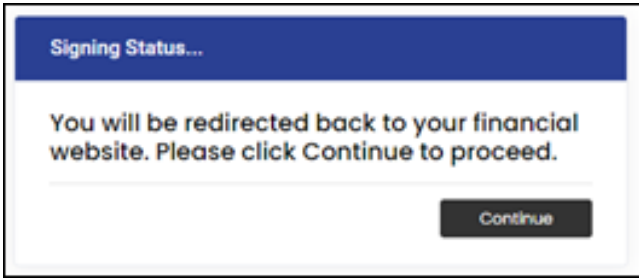 Signing Status...
You will be redirected back to your financial
website. Please click Continue to proceed.
Continue